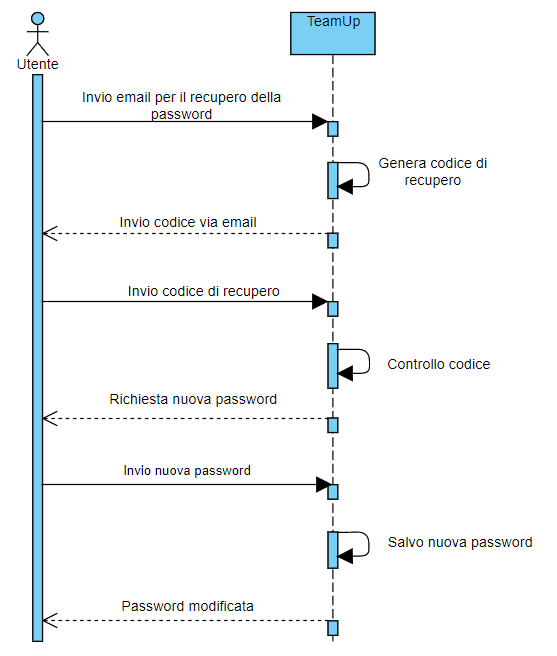 TeamUp
Utente
Invio email per il recupero della
password
Genera codice di
recupero
Invio codice via email
Invio codice di recupero
Controllo codice
Richiesta nuova password
Invio nuova password
Salvo nuova password
Password modificata